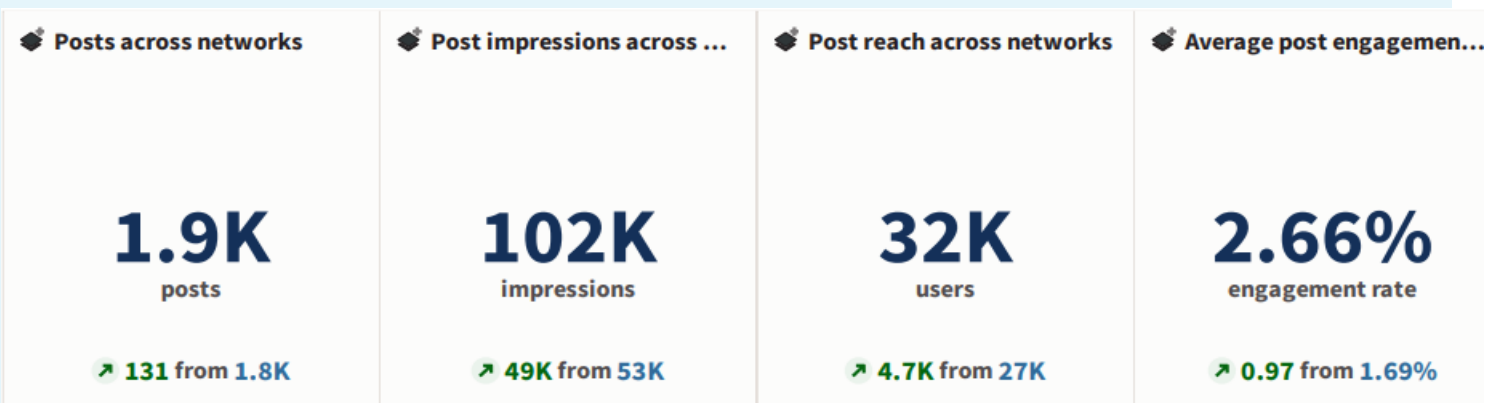 Posts across networks
1.9K
posts
131 from 1.8K
Post impressions across ...
102K
impressions
49K from 53K
Post reach across networks
32K
users
4.7K from 27K
Average post engagemen...
2.66%
engagement rate
0.97 from 1.69%